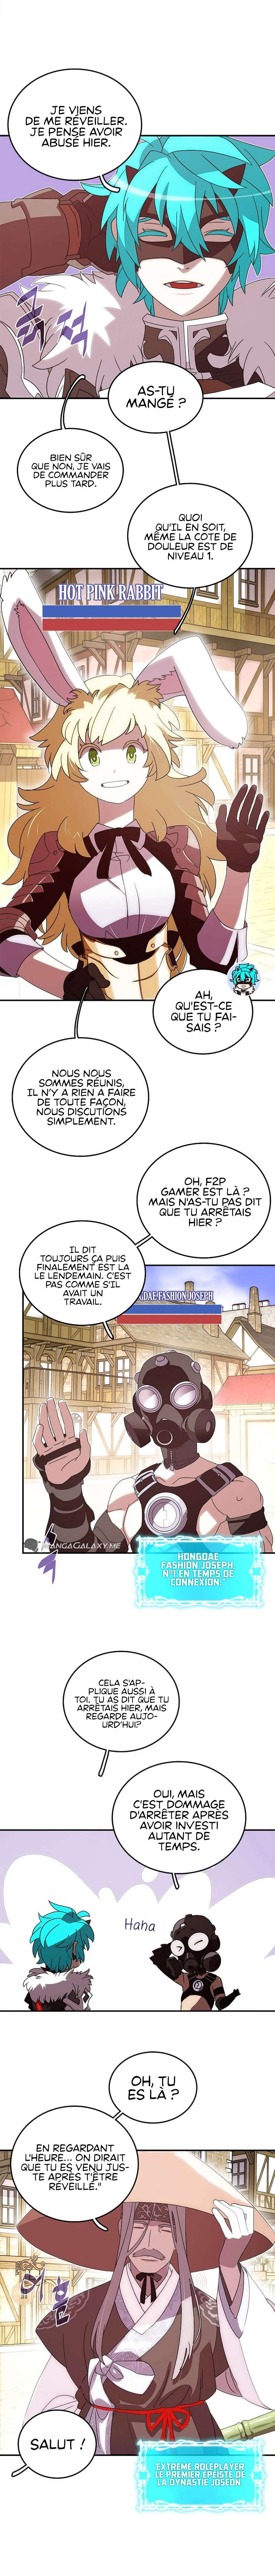 JE VIENS
DE ME RÉVEILLER.
JE PENSE AVOIR
ABUSÉ HIER.
AS-TU
MANGÉ ?
BIEN SÛR
QUE NON, JE VAIS
DE COMMANDER
PLUS TARD.
QUOI
QU'IL EN SOIT,
MÊME LA COTE DE
DOULEUR EST DE
NIVEAU 1.
HOT PINK RABBIT
AH,
QU'EST-CE
QUE TU FAI-
SAIS ?
NOUS NOUS
SOMMES RÉUNIS,
IL N'Y A RIEN A FAIRE
DE TOUTE FAÇON,
NOUS DISCUTIONS
SIMPLEMENT.
OH, F2P
GAMER EST LÀ ?
MAIS N'AS-TU PAS DIT
QUE TU ARRÊTAIS
HIER ?
IL DIT
TOUJOURS ÇA PUIS
FINALEMENT EST LA
LE LENDEMAIN. C'EST
PAS COMME S'IL
AVAIT UN
TRAVAIL.
GDAE FASHION JOSEPH
MANGAGALAXY.ME
HONGDAE
FASHION JOSEPH,
N°1 EN TEMPS DE
CONNEXION."
CELA S'AP-
PLIQUE AUSSI À
TOI. TU AS DIT QUE TU
ARRÊTAIS HIER, MAIS
REGARDE AUJO-
URD'HUI?
OUI, MAIS
C'EST DOMMAGE
D'ARRÊTER APRÈS
AVOIR INVESTI
AUTANT DE
TEMPS.
Haha
OH, TU
ES LÀ ?
EN REGARDANT
L'HEURE... ON DIRAIT
QUE TU ES VENU JUS-
TE APRÈS T'ÊTRE
RÉVEILLÉ."
SALUT !
EXTREME ROLEPLAYER
LE PREMIER ÉPÉISTE DE
LA DYNASTIE JOSEON